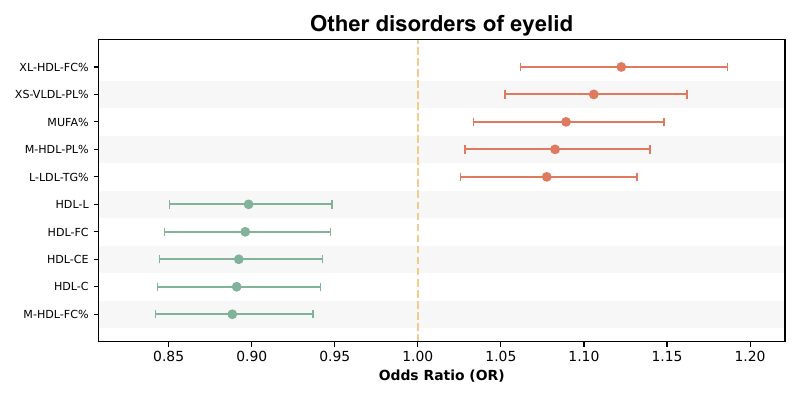 Other disorders of eyelid
XL-HDL-FC%
XS-VLDL-PL%
MUFA%
M-HDL-PL%
L-LDL-TG%
HDL-L
HDL-FC
HDL-CE
HDL-C
M-HDL-FC%
0.85 0.90 0.95 1.00 1.05 1.10 1.15 1.20
Odds Ratio (OR)